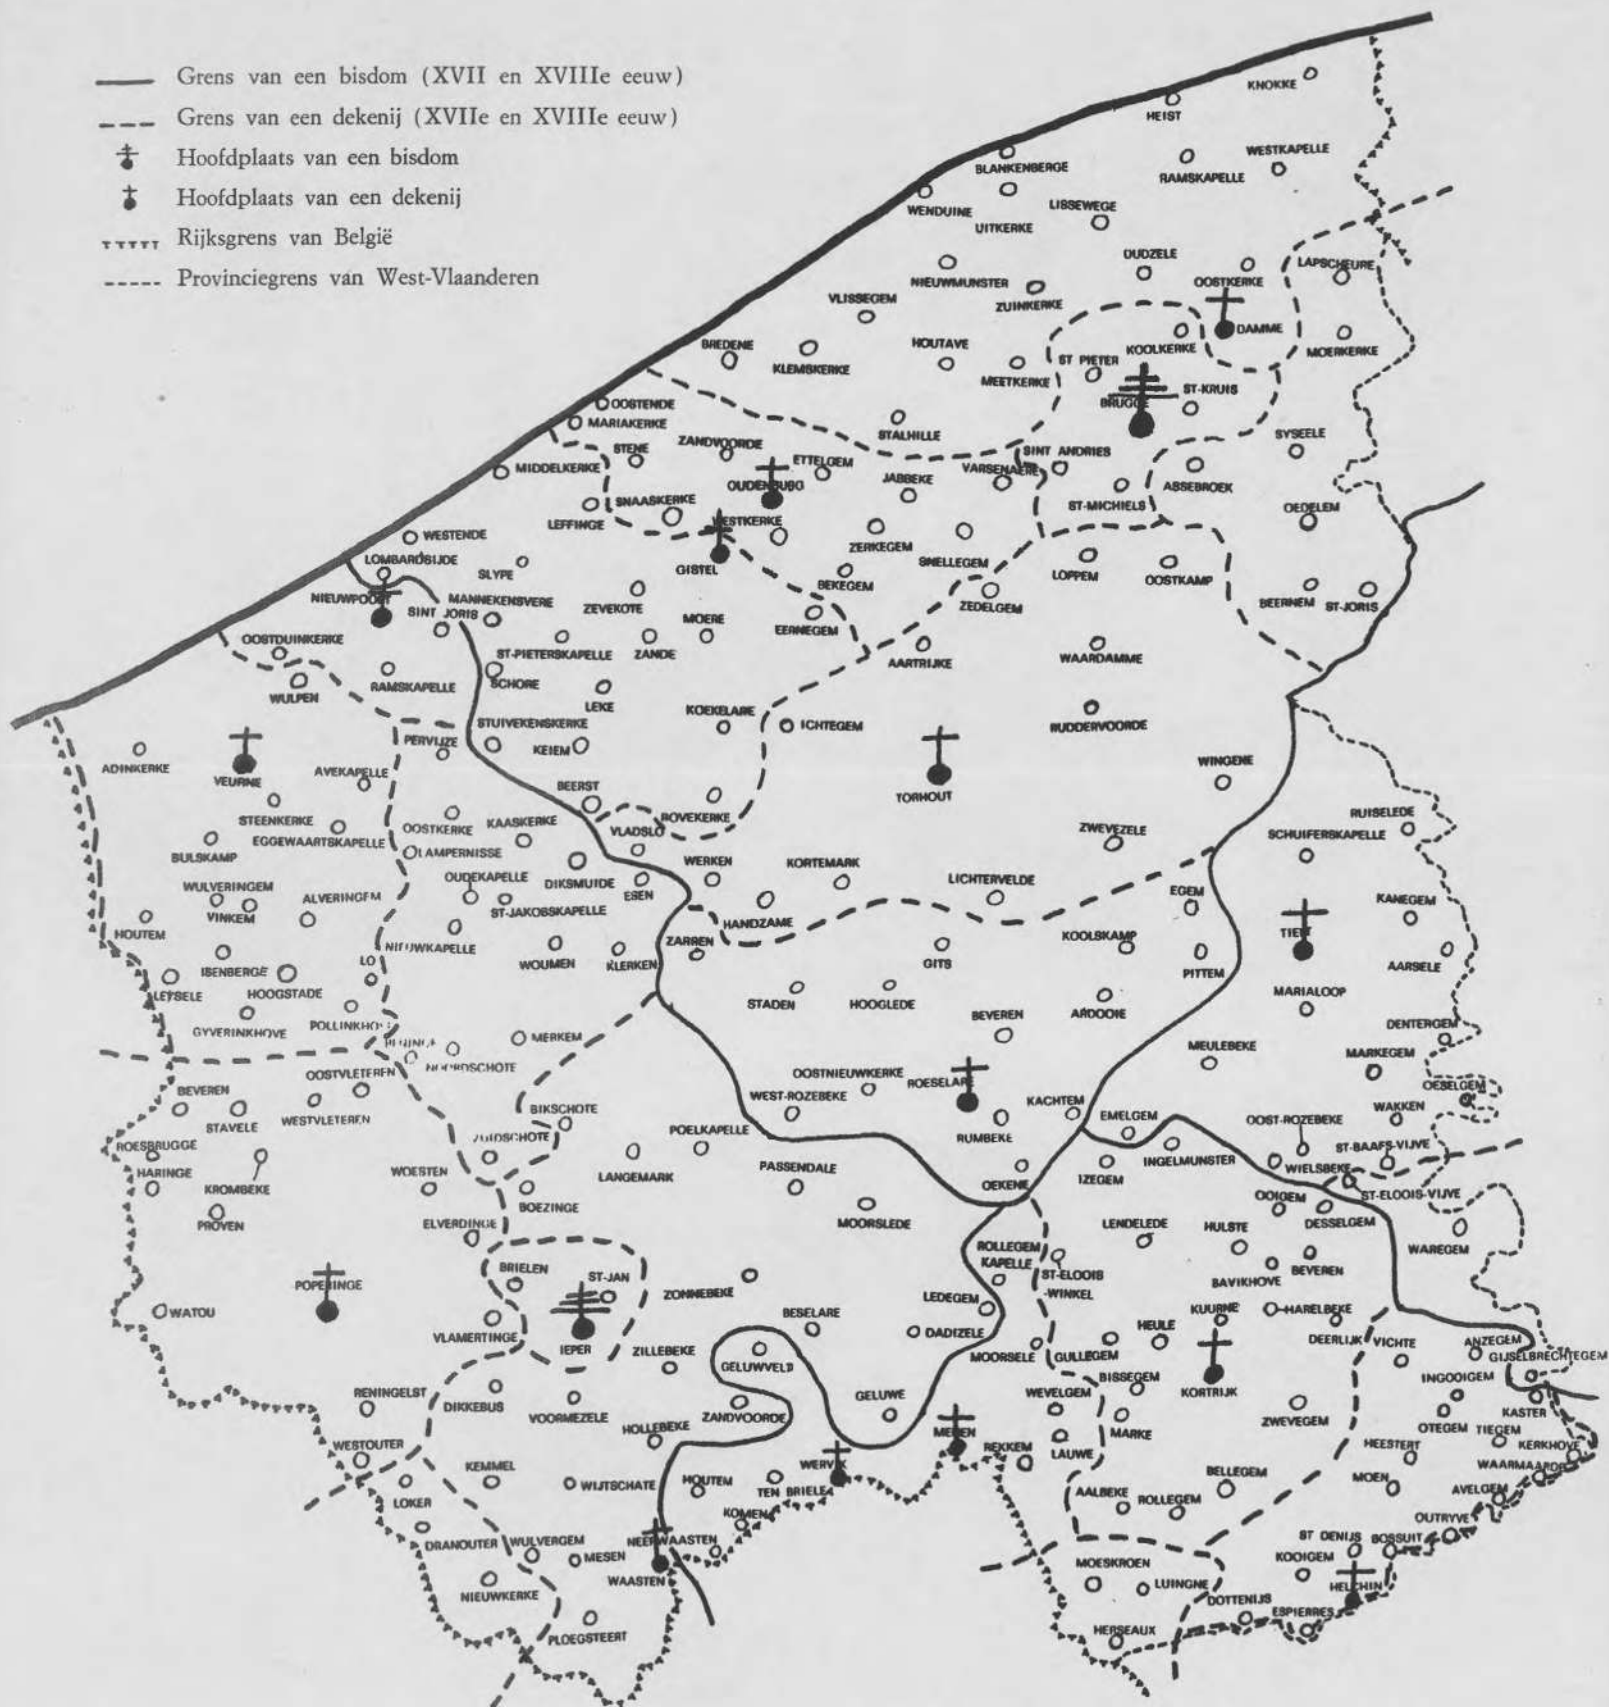 Grens van een bisdom (XVII en XVIIIe eeuw)
Grens van een dekenij (XVIIe en XVIIIe eeuw)
Hoofdplaats van een bisdom
Hoofdplaats van een dekenij
Rijksgrens van België
Provinciegrens van West-Vlaanderen
KNOKKE
HEIST
BLANKENBERGE
WESTKAPELLE
RAMSKAPELLE
WENDUINE
LISSEWEGE
UITKERKE
OUDZELE
LAPSCHEURE
NIEUWMUNSTER
OOSTKERKE
VLISSEGEM
ZUINKERKE
DAMME
BREDENE
HOUTAVE
KOOLKERKE
MOERKERKE
KLEMSKERKE
ST PIETER
MEETKERKE
ST-KRUIS
BRUGGE
OOSTENDE
MARIAKERKE
STALHILLE
SYSEELE
STENE
ZANDVOORDE
SINT ANDRIES
MIDDELKERKE
ETTELGEM
VARSENAERE
OUDENBURG
JABBEKE
ASSEBROEK
SNAASKERKE
ST-MICHIELS
OEDELEM
LEFFINGE
WESTKERKE
WESTENDE
ZERKEGEM
LOMBARDSIJDE
SNELLEGEM
SLYPE
GISTEL
LOPPEM
OOSTKAMP
BEKEGEM
NIEUWPOORT
MANNEKENSVERE
ZEVEKOTE
ZEDELGEM
BEERNEM
ST-JORIS
SINT JORIS
MOERE
EERNEGEM
OOSTDUINKERKE
ST-PIETERSKAPELLE
ZANDE
AARTRIJKE
WAARDAMME
RAMSKAPELLE
SCHORE
WULPEN
LEKE
KOEKELARE
ICHTEGEM
RUDDERVOORDE
STUIVEKENSKERKE
PERVIJZE
KEIEM
ADINKERKE
VEURNE
AVEKAPELLE
BEERST
TORHOUT
WINGENE
STEENKERKE
OOSTKERKE
KAASKERKE
BOVEKERKE
RUISELEDE
EGGEWAARTSKAPELLE
VLADSLO
ZWEVEZELE
SCHUIFERSKAPELLE
BULSKAMP
LAMPERNISSE
WERKEN
KORTEMARK
OUDEKAPELLE
DIKSMUIDE
LICHTERVELDE
WULVERINGEM
ALVERINGEM
ESEN
EGEM
KANEGEM
VINKEM
ST-JAKOBSKAPELLE
HANDZAME
HOUTEM
NIEUWKAPELLE
ZARREN
KOOLSKAMP
TIELT
LO
WOUMEN
KLERKEN
GITS
AARSELE
ISENBERGE
PITTEM
LEYSELE
HOOGSTADE
STADEN
HOOGLEDE
MARIALOOP
GYVERINKHOVE
BEVEREN
ARDOOIE
DENTERGEM
MERKEM
MEULEBEKE
MARKEGEM
OOSTVLETEREN
OOSTNIEUWKERKE
ROESELARE
OESELGEM
BEVEREN
WEST-ROZEBEKE
KACHTEM
WAKKEN
STAVELE
WESTVLETEREN
BIKSCHOTE
EMELGEM
OOST-ROZEBEKE
ROESBRUGGE
POELKAPELLE
RUMBEKE
ST-BAAFS-VIJVE
HARINGE
WOESTEN
LANGEMARK
PASSENDALE
INGELMUNSTER
WIELSBEKE
KROMBEKE
OEKENE
IZEGEM
OOIGEM
ST-ELOOIS-VIJVE
PROVEN
ELVERDINGE
BOEZINGE
MOORSLEDE
LENDELEDE
HULSTE
DESSELGEM
WAREGEM
ROLLEGEM
KAPELLE
BRIELEN
ST-JAN
ST-ELOOIS
-WINKEL
BAVIKHOVE
BEVEREN
POPERINGE
ZONNEBEKE
LEDEGEM
WATOU
BESELARE
KUURNE
HARELBEKE
VLAMERTINGE
DADIZELE
HEULE
DEERLIJK
VICHTE
ANZEGEM
IEPER
ZILLEBEKE
MOORSELE
GULLEGEM
GIJSELBRECHTEGEM
GELUWVELD
BISSEGEM
INGOOIGEM
RENINGELST
GELUWE
WEVELGEM
KORTRIJK
DIKKEBUS
VOORMEZELE
ZANDVOORDE
ZWEVEGEM
KASTER
HOLLEBEKE
MENEN
MARKE
OTEGEM
TIEGEM
WESTOUTER
REKKEM
LAUWE
HEESTERT
KERKHOVE
KEMMEL
WERVIK
WAARMAARDE
WIJTSCHATE
HOUTEM
TEN BRIELE
BELLEGEM
MOEN
LOKER
AALBEKE
ROLLEGEM
AVELGEM
KOMEN
OUTRYVE
DRANOUTER
WULVERGEM
NEERWAASTEN
ST DENIJS
BOSSUIT
MESEN
MOESKROEN
KOOIGEM
NIEUWKERKE
WAASTEN
LUINGNE
HELCHIN
DOTTENIJS
ESPIERRES
PLOEGSTEERT
HERSEAUX